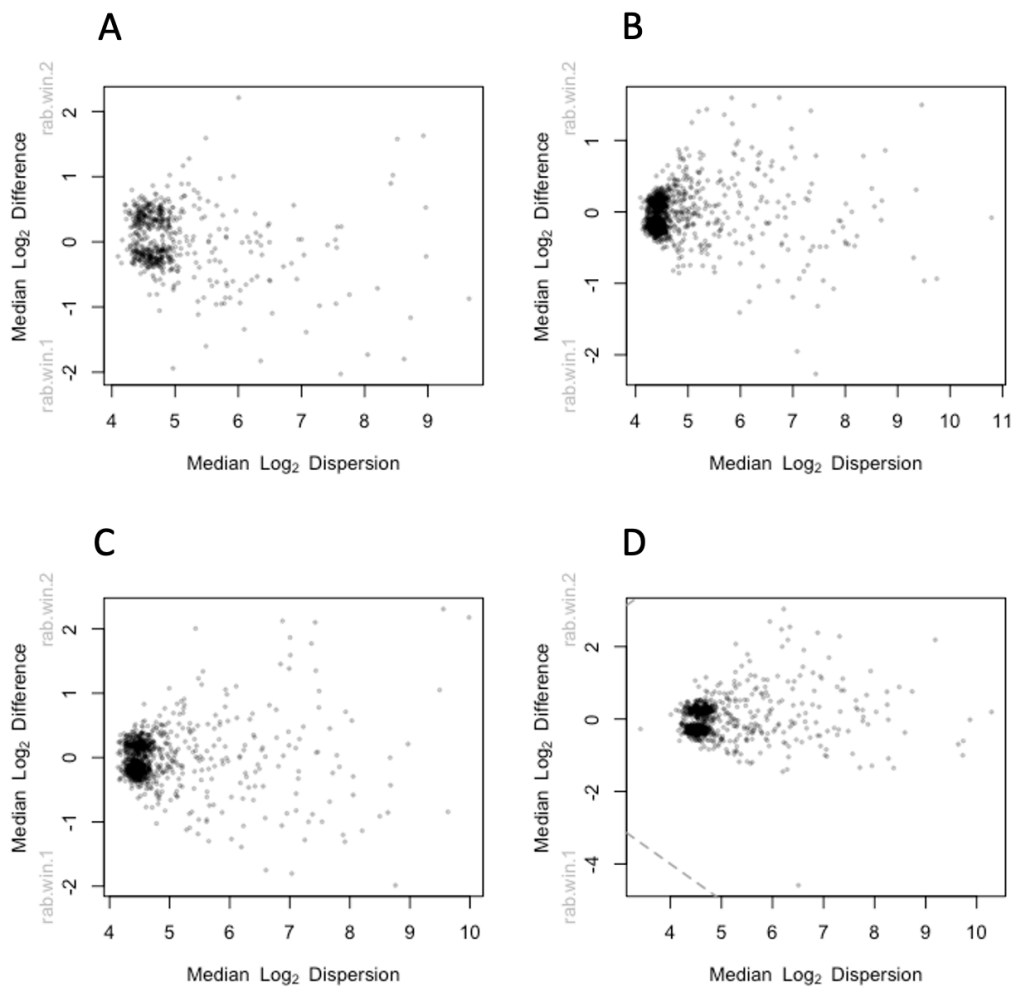 A
rab.win.2
Median Log₂ Difference
rab.win.1
2
1
0
-1
-2
4 5 6 7 8 9
Median Log₂ Dispersion
B
rab.win.2
Median Log₂ Difference
rab.win.1
1
0
-1
-2
4 5 6 7 8 9 10 11
Median Log₂ Dispersion
C
rab.win.2
Median Log₂ Difference
rab.win.1
2
1
0
-1
-2
4 5 6 7 8 9 10
Median Log₂ Dispersion
D
rab.win.2
Median Log₂ Difference
rab.win.1
2
0
-2
-4
4 5 6 7 8 9 10
Median Log₂ Dispersion